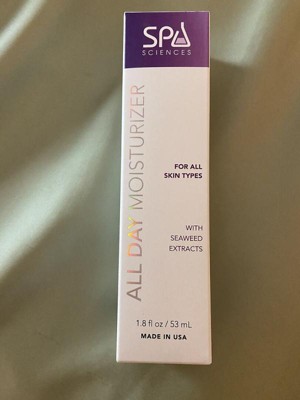 SPA
SCIENCES
ALL DAY MOISTURIZER
FOR ALL
SKIN TYPES
WITH
SEAWEED
EXTRACTS
1.8 fl oz / 53 mL
MADE IN USA